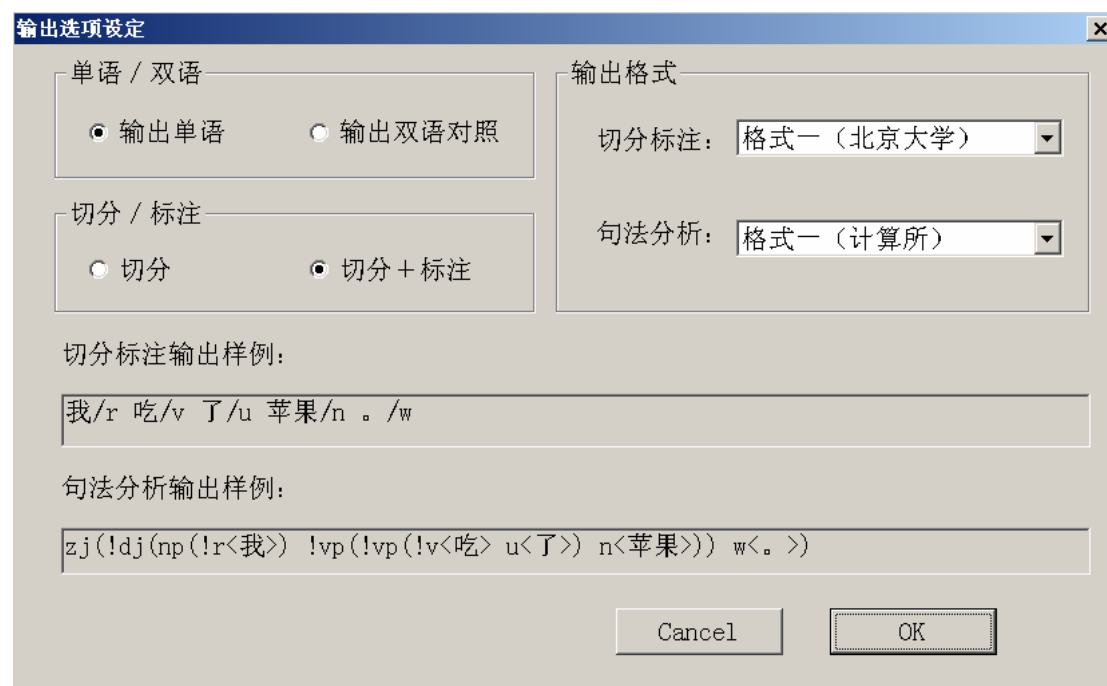 输出选项设定
单语 / 双语
输出单语
输出双语对照
输出格式
切分标注：
格式一（北京大学）
句法分析：
格式一（计算所）
切分 / 标注
切分
切分＋标注
切分标注输出样例：
我/r 吃/v 了/u 苹果/n 。/w
句法分析输出样例：
zj(!dj(np(!r<我>) !vp(!vp(!v<吃> u<了>) n<苹果>)) w<。>)
Cancel
OK